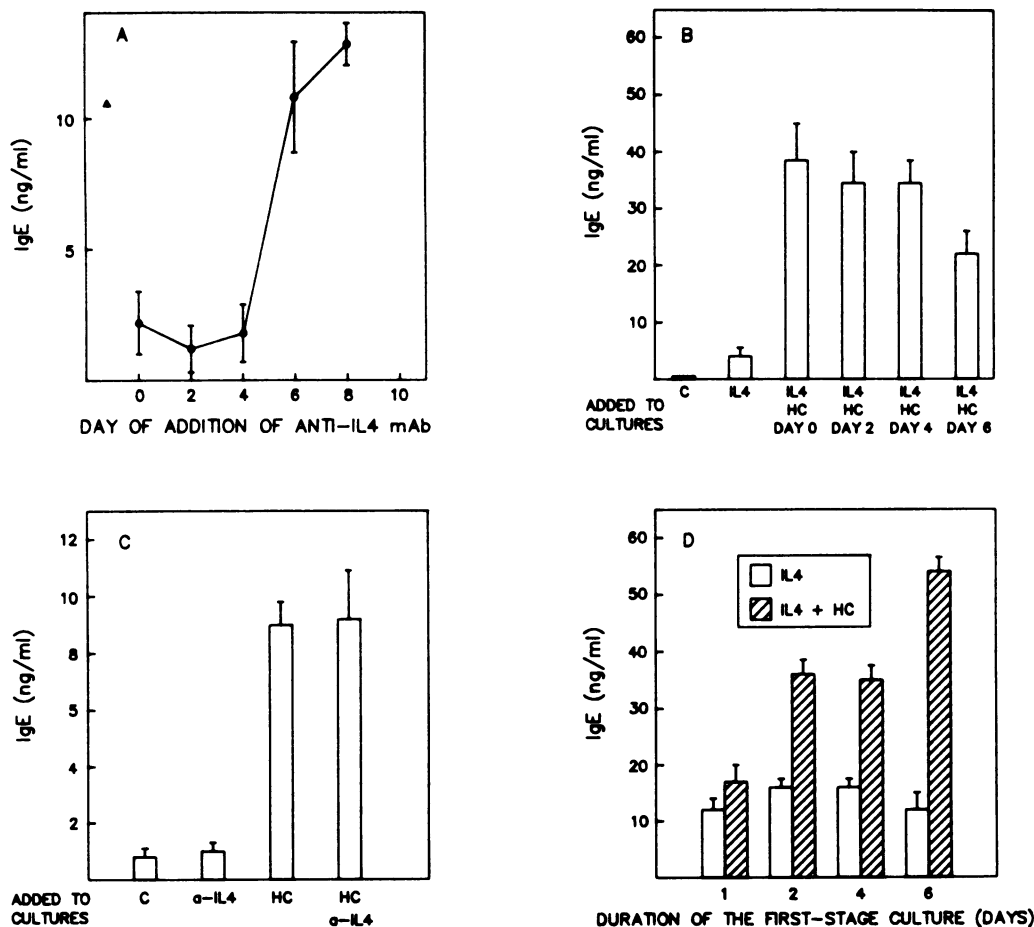 A
IgE (ng/ml)
10
5
0 2 4 6 8 10
DAY OF ADDITION OF ANTI-IL4 mAb
B
IgE (ng/ml)
60
50
40
30
20
10
C IL4 IL4 IL4 IL4 IL4
HC HC HC HC
DAY 0 DAY 2 DAY 4 DAY 6
ADDED TO
CULTURES
C
IgE (ng/ml)
12
10
8
5
4
2
ADDED TO C α-IL4 HC HC
CULTURES α-IL4
D
IL4
IL4 + HC
IgE (ng/ml)
60
50
40
30
20
10
1 2 4 6
DURATION OF THE FIRST-STAGE CULTURE (DAYS)